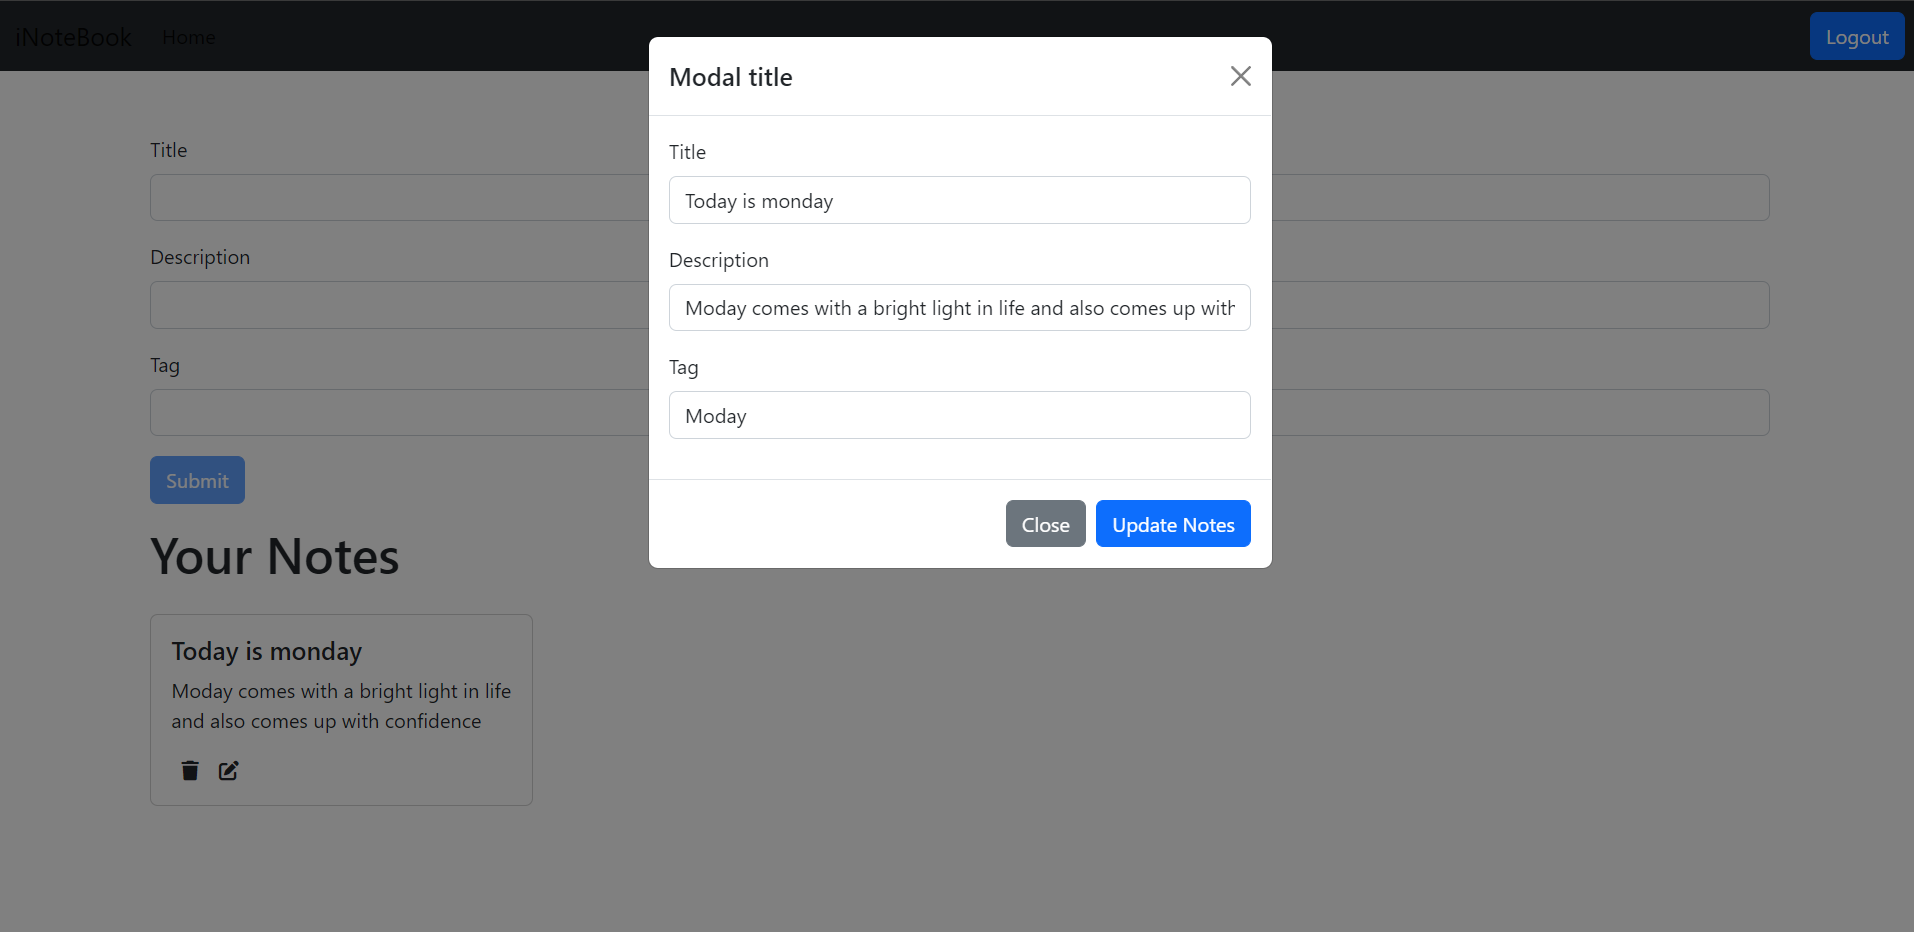 iNoteBook Home Logout
Modal title
Title
Today is monday
Description
Moday comes with a bright light in life and also comes up with
Tag
Moday
Close Update Notes
Title
Description
Tag
Submit
Your Notes
Today is monday
Moday comes with a bright light in life
and also comes up with confidence